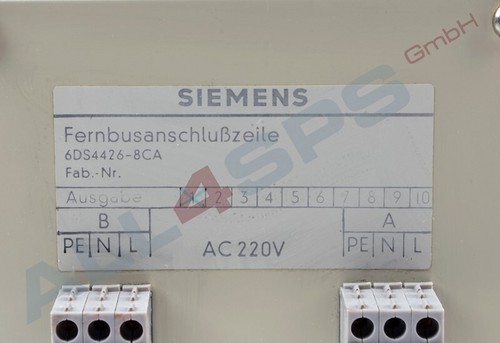 SIEMENS
Fernbusanschlußzeile
6DS4426-8CA
Fab.-Nr.
Ausgabe 1 2 3 4 5 6 7 8 9 10
B A
PE N L AC 220V PE N L
ALL4SPS GmbH